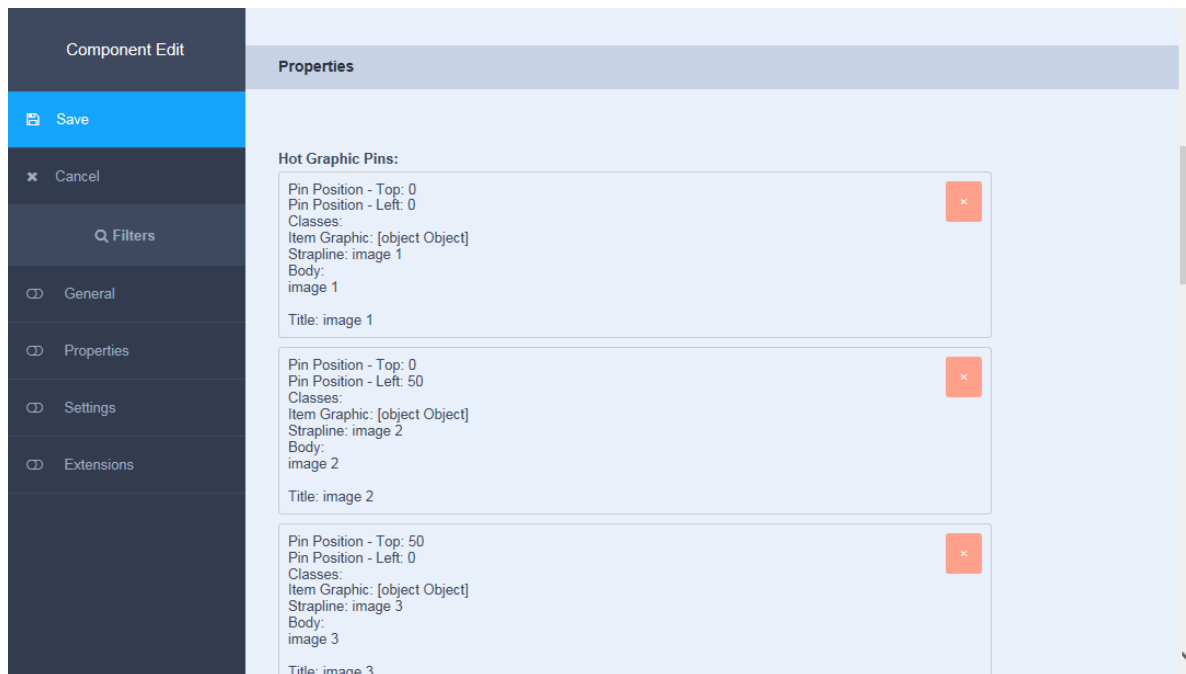 Component Edit
Save
Cancel
Filters
General
Properties
Settings
Extensions
Properties
Hot Graphic Pins:
Pin Position - Top: 0
Pin Position - Left: 0
Classes:
Item Graphic: [object Object]
Strapline: image 1
Body:
image 1
Title: image 1
Pin Position - Top: 0
Pin Position - Left: 50
Classes:
Item Graphic: [object Object]
Strapline: image 2
Body:
image 2
Title: image 2
Pin Position - Top: 50
Pin Position - Left: 0
Classes:
Item Graphic: [object Object]
Strapline: image 3
Body:
image 3
Title: image 3